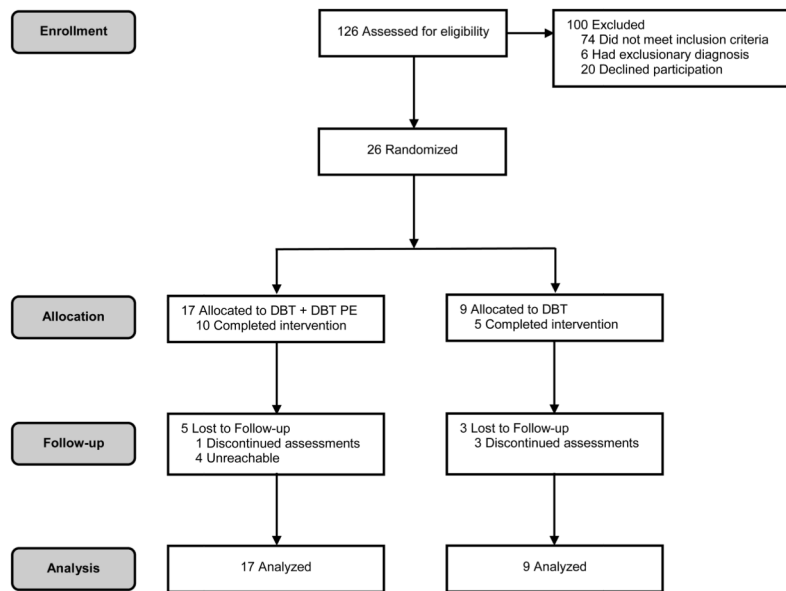 Enrollment
126 Assessed for eligibility
100 Excluded
74 Did not meet inclusion criteria
6 Had exclusionary diagnosis
20 Declined participation
26 Randomized
Allocation
17 Allocated to DBT + DBT PE
10 Completed intervention
9 Allocated to DBT
5 Completed intervention
Follow-up
5 Lost to Follow-up
1 Discontinued assessments
4 Unreachable
3 Lost to Follow-up
3 Discontinued assessments
Analysis
17 Analyzed
9 Analyzed